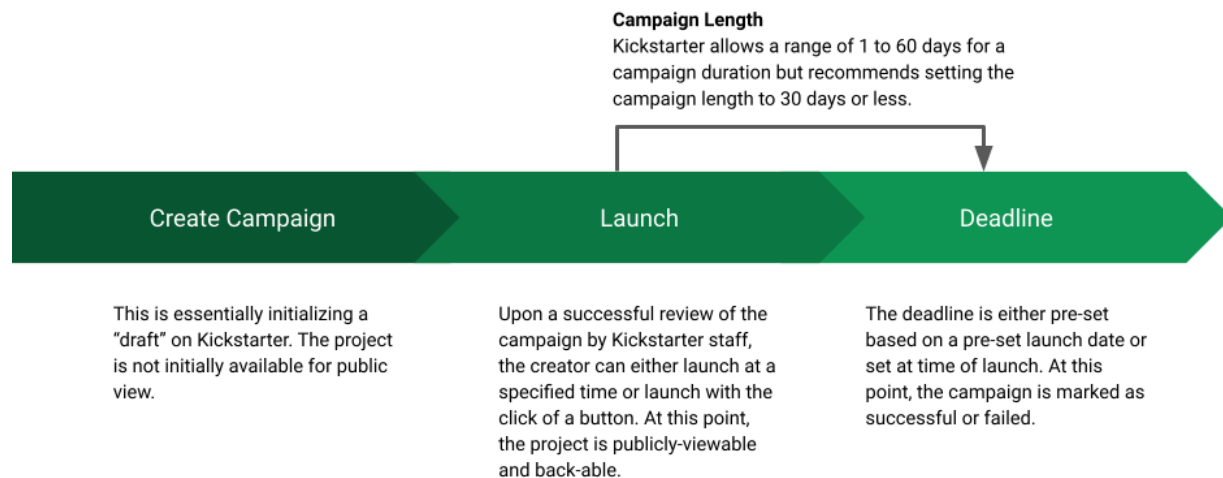 Campaign Length
Kickstarter allows a range of 1 to 60 days for a
campaign duration but recommends setting the
campaign length to 30 days or less.
Create Campaign
Launch
Deadline
This is essentially initializing a
“draft” on Kickstarter. The project
is not initially available for public
view.
Upon a successful review of the
campaign by Kickstarter staff,
the creator can either launch at a
specified time or launch with the
click of a button. At this point,
the project is publicly-viewable
and back-able.
The deadline is either pre-set
based on a pre-set launch date or
set at time of launch. At this
point, the campaign is marked as
successful or failed.